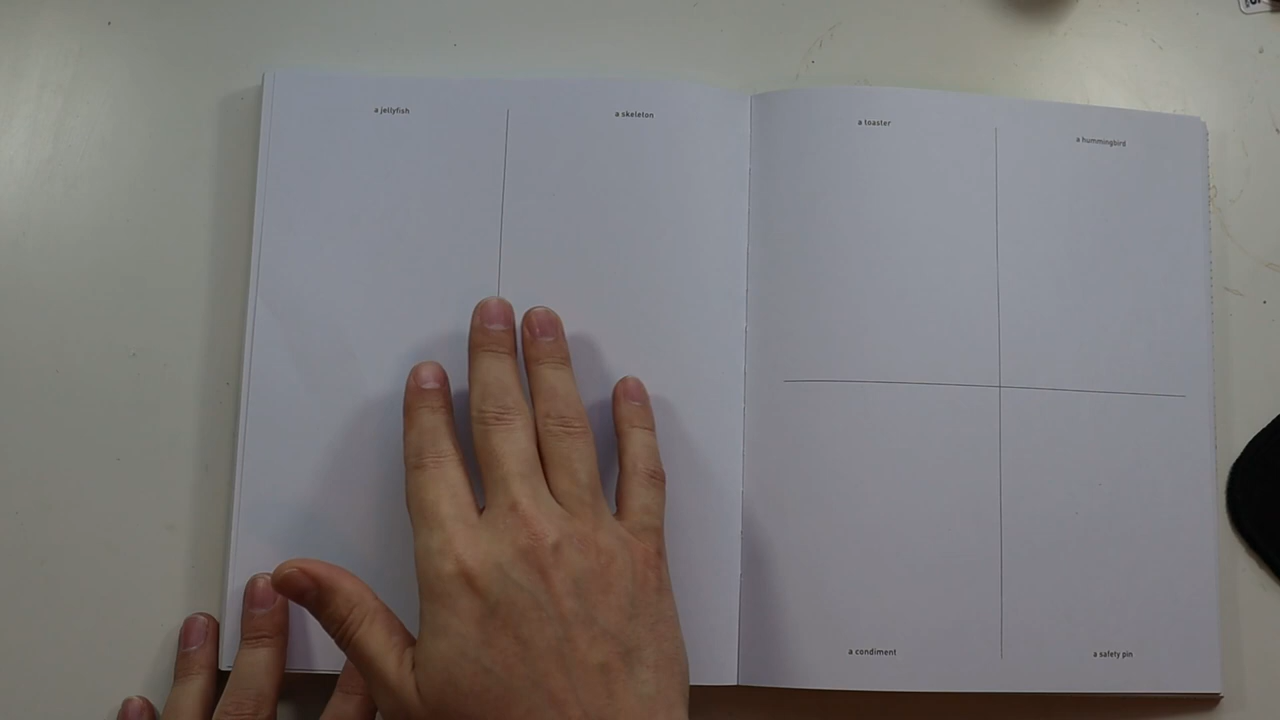 a jellyfish
a skeleton
a toaster
a hummingbird
a condiment
a safety pin